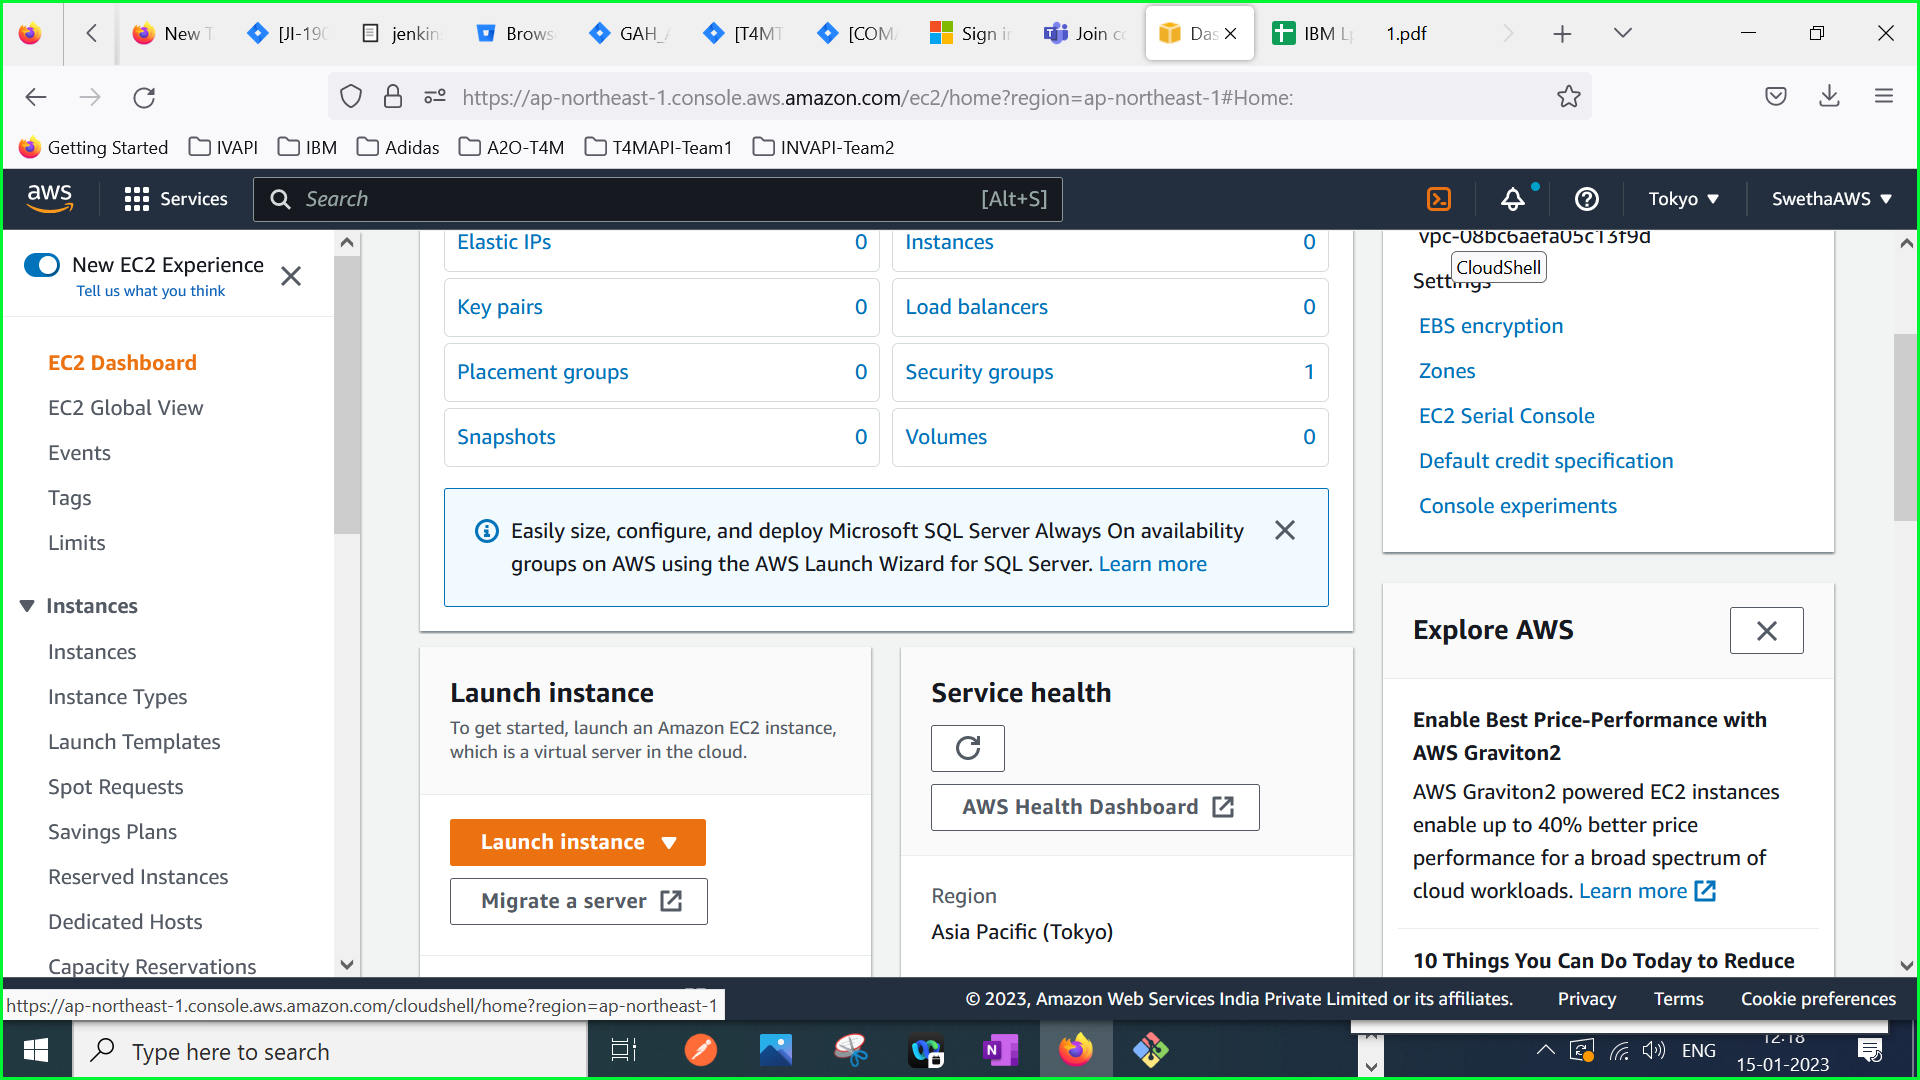 New T
[JI-190
jenkin
Brows
GAH_
[T4MT
[COM
Sign in
Join co
Das
IBM Lp
1.pdf
https://ap-northeast-1.console.aws.amazon.com/ec2/home?region=ap-northeast-1#Home:
Getting Started
IVAPI
IBM
Adidas
A2O-T4M
T4MAPI-Team1
INVAPI-Team2
aws
Services
Search
[Alt+S]
Tokyo
SwethaAWS
New EC2 Experience
Tell us what you think
EC2 Dashboard
EC2 Global View
Events
Tags
Limits
Instances
Instances
Instance Types
Launch Templates
Spot Requests
Savings Plans
Reserved Instances
Dedicated Hosts
Capacity Reservations
Elastic IPs 0
Instances 0
Key pairs 0
Load balancers 0
Placement groups 0
Security groups 1
Snapshots 0
Volumes 0
Easily size, configure, and deploy Microsoft SQL Server Always On availability
groups on AWS using the AWS Launch Wizard for SQL Server. Learn more
Launch instance
To get started, launch an Amazon EC2 instance,
which is a virtual server in the cloud.
Launch instance
Migrate a server
Service health
AWS Health Dashboard
Region
Asia Pacific (Tokyo)
vpc-08bc6aefa05c13f9d
CloudShell
Settings
EBS encryption
Zones
EC2 Serial Console
Default credit specification
Console experiments
Explore AWS
Enable Best Price-Performance with
AWS Graviton2
AWS Graviton2 powered EC2 instances
enable up to 40% better price
performance for a broad spectrum of
cloud workloads. Learn more
10 Things You Can Do Today to Reduce
https://ap-northeast-1.console.aws.amazon.com/cloudshell/home?region=ap-northeast-1
© 2023, Amazon Web Services India Private Limited or its affiliates.
Privacy
Terms
Cookie preferences
Type here to search
N
ENG
12:18
15-01-2023